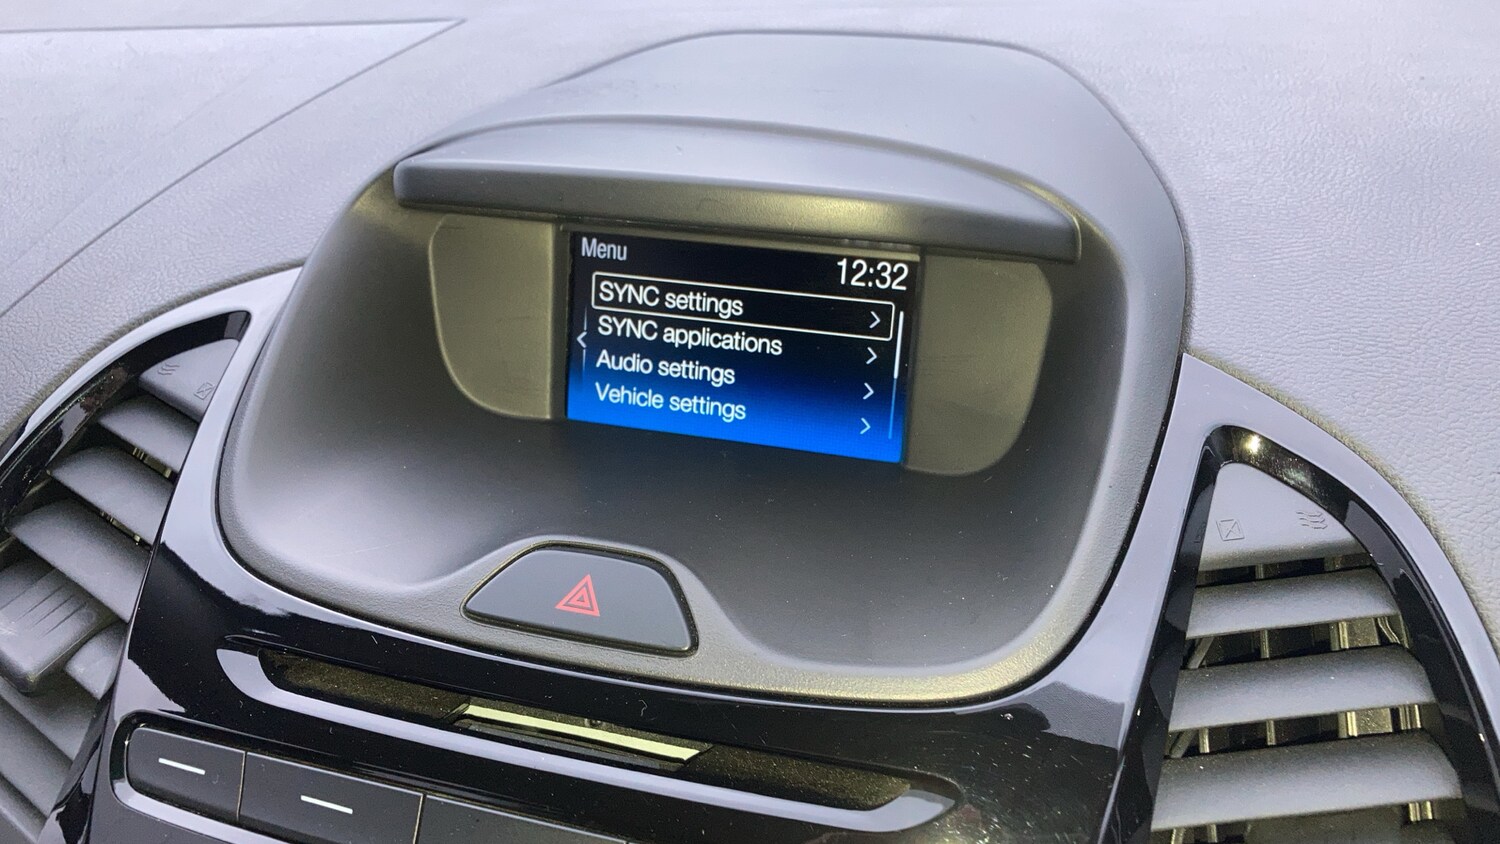 Menu
12:32
SYNC settings
SYNC applications
Audio settings
Vehicle settings